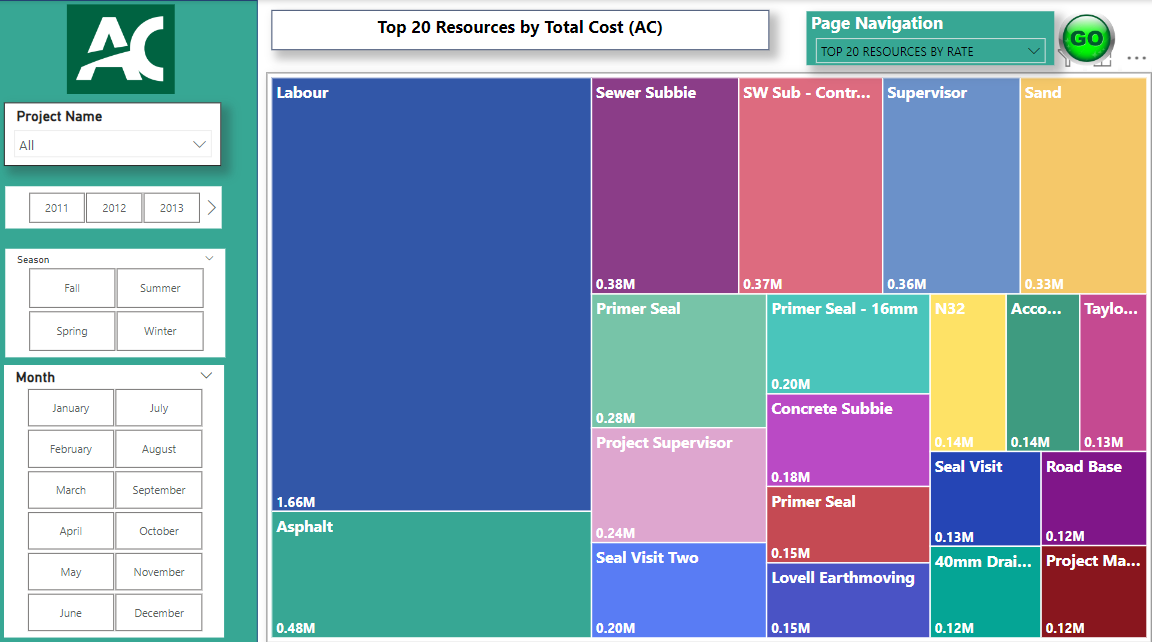 AC
Top 20 Resources by Total Cost (AC)
Page Navigation
TOP 20 RESOURCES BY RATE
GO
...
Project Name
All
2011
2012
2013
Season
Fall
Summer
Spring
Winter
Month
January
July
February
August
March
September
April
October
May
November
June
December
Labour
1.66M
Asphalt
0.48M
Sewer Subbie
0.38M
SW Sub - Contr...
0.37M
Supervisor
0.36M
Sand
0.33M
Primer Seal
0.28M
Project Supervisor
0.24M
Seal Visit Two
0.20M
Primer Seal - 16mm
0.20M
Concrete Subbie
0.18M
Primer Seal
0.15M
Lovell Earthmoving
0.15M
N32
0.14M
Acco...
0.14M
Taylo...
0.13M
Seal Visit
0.13M
Road Base
0.12M
40mm Drai...
0.12M
Project Ma...
0.12M